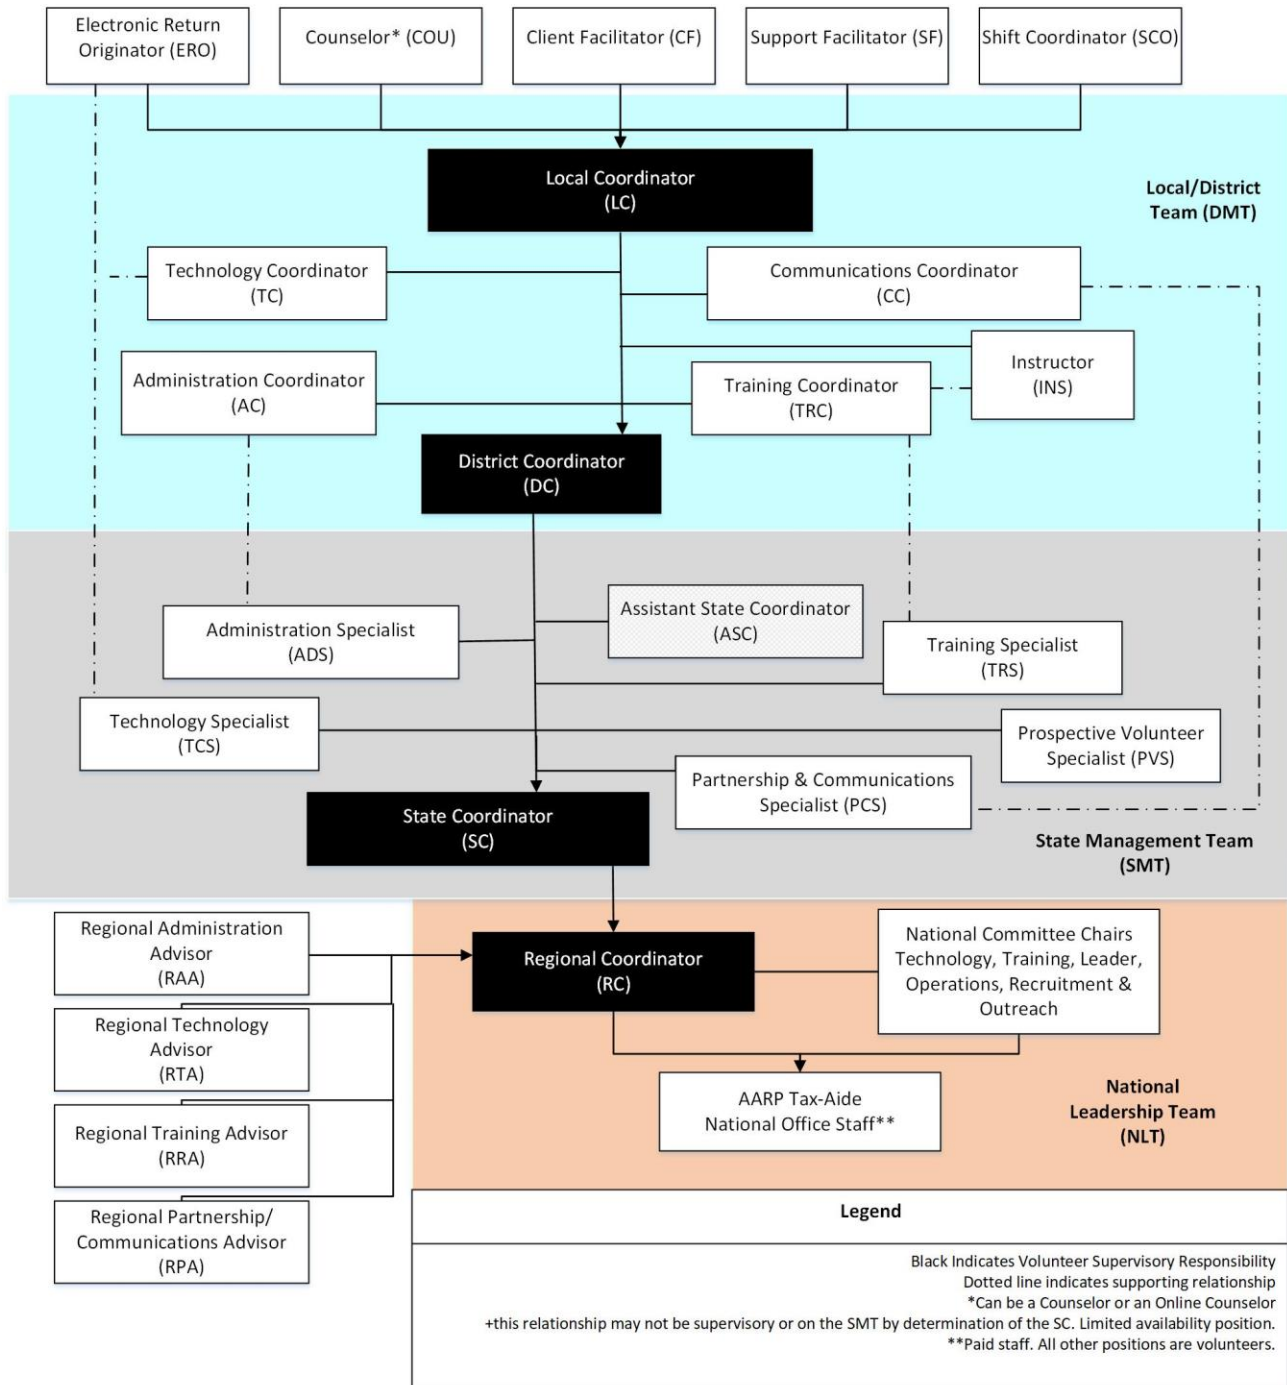 Electronic Return
Originator (ERO)
Counselor* (COU)
Client Facilitator (CF)
Support Facilitator (SF)
Shift Coordinator (SCO)
Local Coordinator
(LC)
Local/District
Team (DMT)
Technology Coordinator
(TC)
Communications Coordinator
(CC)
Administration Coordinator
(AC)
Training Coordinator
(TRC)
Instructor
(INS)
District Coordinator
(DC)
Assistant State Coordinator
(ASC)
Administration Specialist
(ADS)
Training Specialist
(TRS)
Technology Specialist
(TCS)
Prospective Volunteer
Specialist (PVS)
Partnership & Communications
Specialist (PCS)
State Coordinator
(SC)
State Management Team
(SMT)
Regional Administration
Advisor
(RAA)
Regional Coordinator
(RC)
National Committee Chairs
Technology, Training, Leader,
Operations, Recruitment &
Outreach
Regional Technology
Advisor
(RTA)
AARP Tax-Aide
National Office Staff**
National
Leadership Team
(NLT)
Regional Training Advisor
(RRA)
Regional Partnership/
Communications Advisor
(RPA)
Legend
Black Indicates Volunteer Supervisory Responsibility
Dotted line indicates supporting relationship
*Can be a Counselor or an Online Counselor
+this relationship may not be supervisory or on the SMT by determination of the SC. Limited availability position.
**Paid staff. All other positions are volunteers.